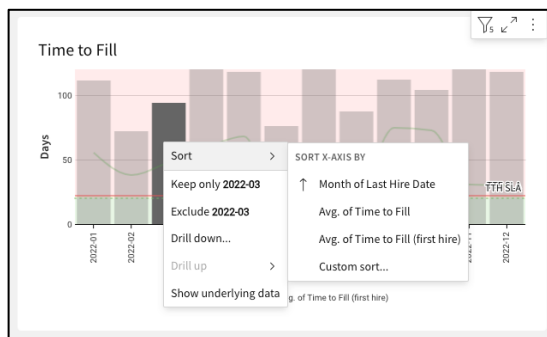 5
Time to Fill
100
50
0
Days
TTH SLA
Sort
Keep only 2022-03
Exclude 2022-03
Drill down...
Drill up
Show underlying data
SORT X-AXIS BY
↑ Month of Last Hire Date
Avg. of Time to Fill
Avg. of Time to Fill (first hire)
Custom sort...
2022-01
2022-02
2022-12
g. of Time to Fill (first hire)